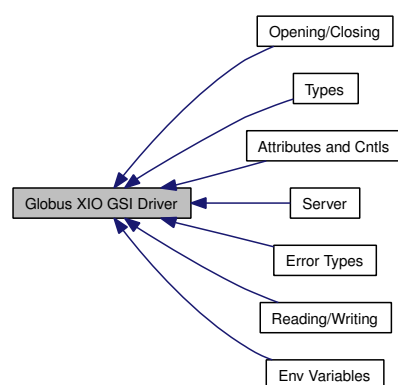 Opening/Closing
Types
Attributes and Cntls
Globus XIO GSI Driver
Server
Error Types
Reading/Writing
Env Variables